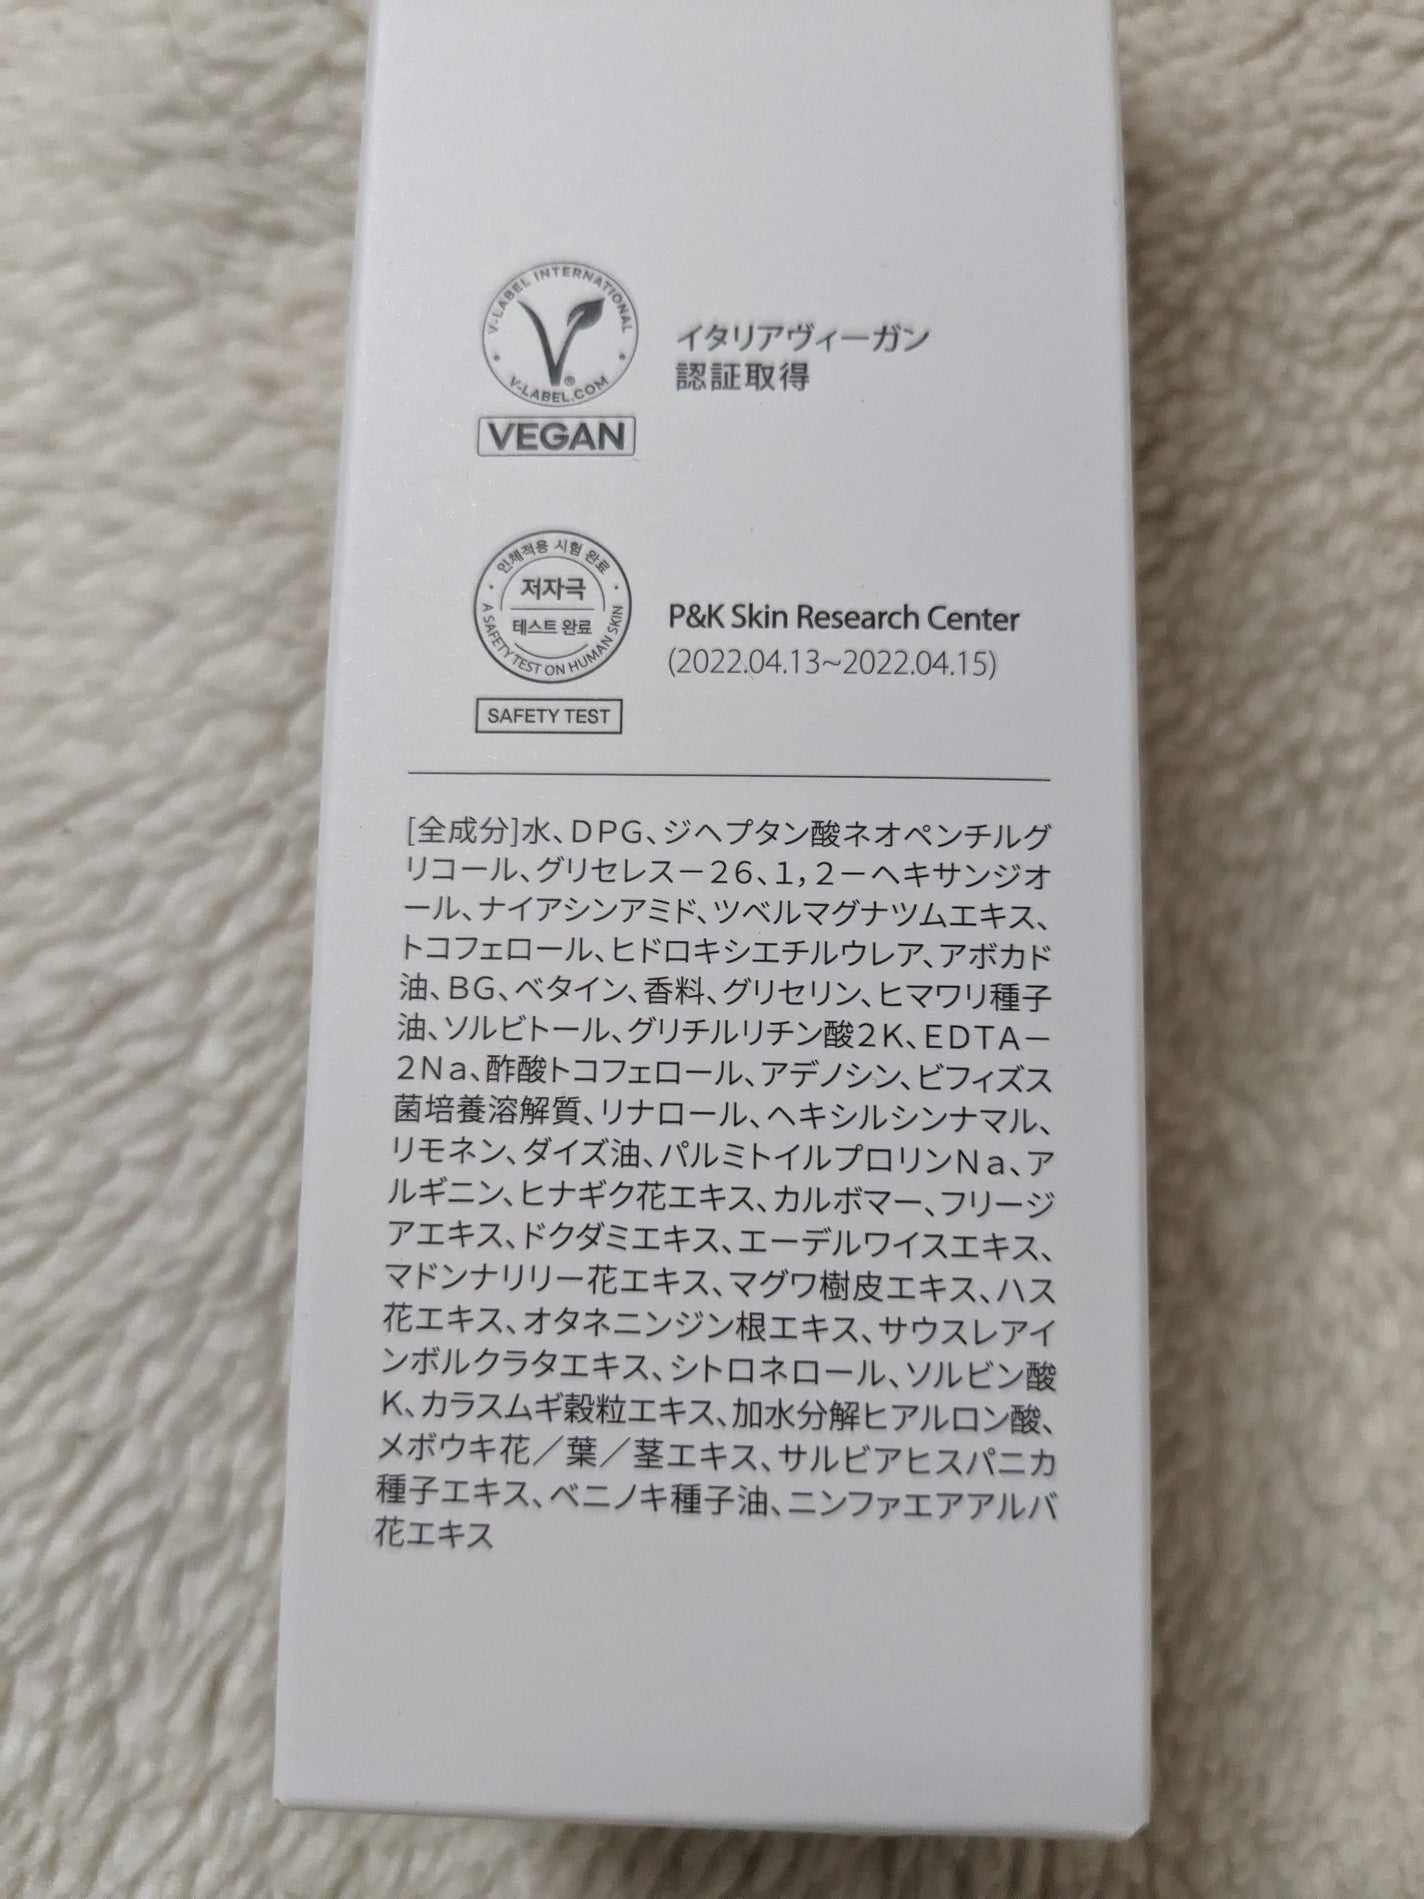 V-LABEL INTERNATIONAL
V-LABEL.COM
VEGAN
イタリアヴィーガン
認証取得
인체적용 시험 완료
저자극
테스트 완료
A SAFETY TEST ON HUMAN SKIN
SAFETY TEST
P&K Skin Research Center
(2022.04.13~2022.04.15)
[全成分]水、DPG、ジヘプタン酸ネオペンチルグ
リコール、グリセレス－26、1，2－ヘキサンジオ
ール、ナイアシンアミド、ツベルマグナツムエキス、
トコフェロール、ヒドロキシエチルウレア、アボカド
油、BG、ベタイン、香料、グリセリン、ヒマワリ種子
油、ソルビトール、グリチルリチン酸2K、EDTA－
2Na、酢酸トコフェロール、アデノシン、ビフィズス
菌培養溶解質、リナロール、ヘキシルシンナマル、
リモネン、ダイズ油、パルミトイルプロリンNa、ア
ルギニン、ヒナギク花エキス、カルボマー、フリージ
アエキス、ドクダミエキス、エーデルワイスエキス、
マドンナリリー花エキス、マグワ樹皮エキス、ハス
花エキス、オタネニンジン根エキス、サウスレアイ
ンボルクラタエキス、シトロネロール、ソルビン酸
K、カラスムギ穀粒エキス、加水分解ヒアルロン酸、
メボウキ花／葉／茎エキス、サルビアヒスパニカ
種子エキス、ベニノキ種子油、ニンファエアアルバ
花エキス